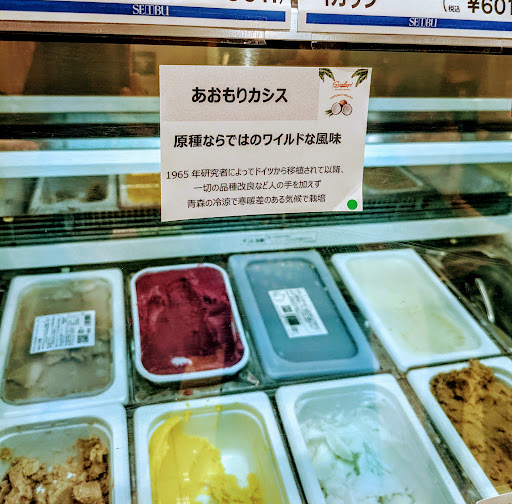 SEIBU
SEIBU
税込
¥601
あおもりカシス
原種ならではのワイルドな風味
1965 年研究者によってドイツから移植されて以降、
一切の品種改良など人の手を加えず
青森の冷涼で寒暖差のある気候で栽培